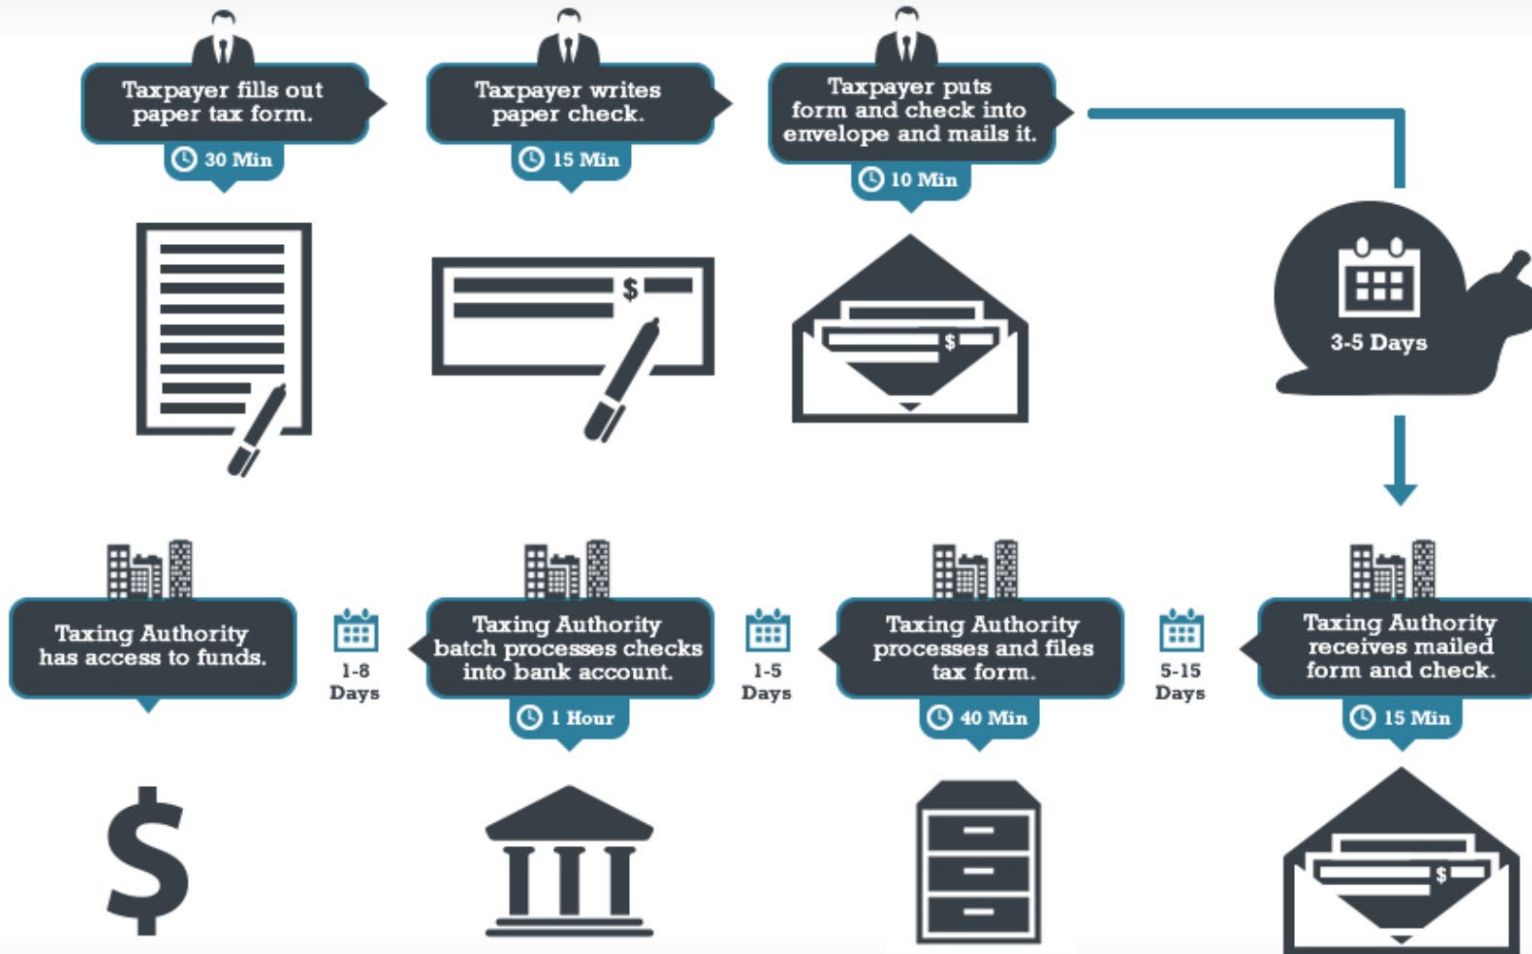 Taxpayer fills out
paper tax form.
30 Min
Taxpayer writes
paper check.
15 Min
Taxpayer puts
form and check into
envelope and mails it.
10 Min
$
$
3-5 Days
Taxing Authority
receives mailed
form and check.
15 Min
$
5-15
Days
Taxing Authority
processes and files
tax form.
40 Min
1-5
Days
Taxing Authority
batch processes checks
into bank account.
1 Hour
1-8
Days
Taxing Authority
has access to funds.
$